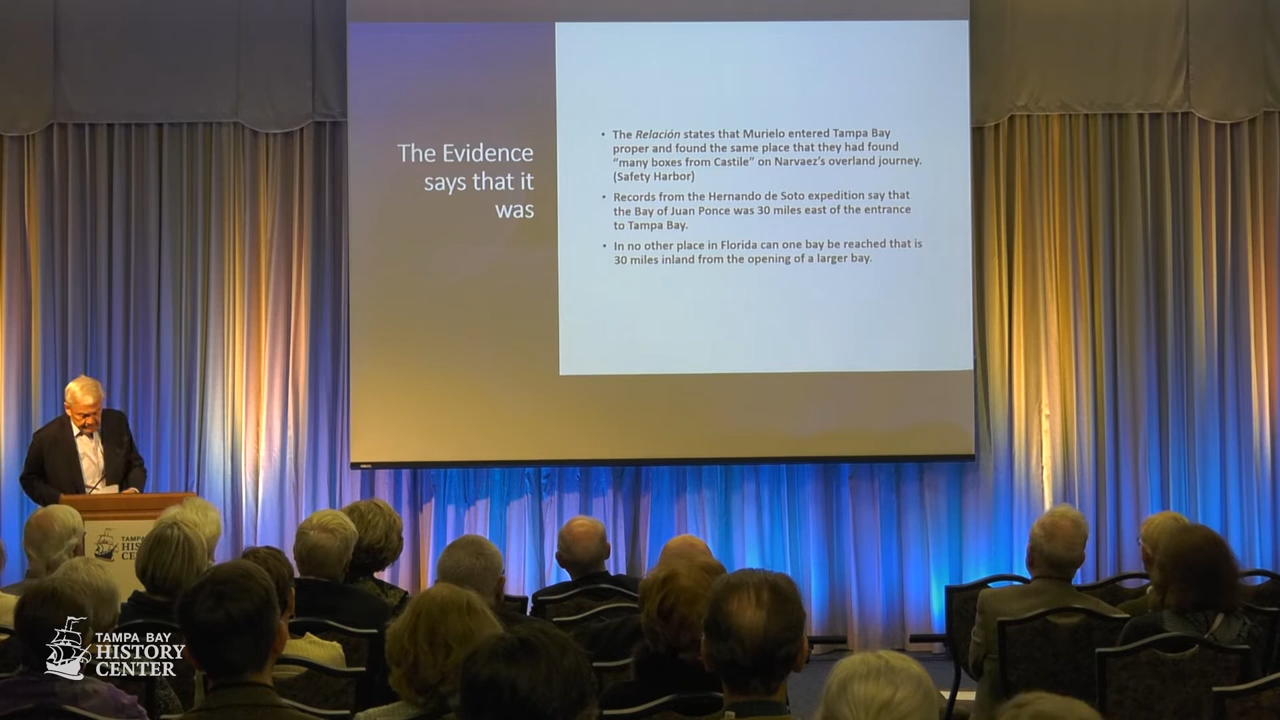 The Evidence
says that it
was
• The Relación states that Murielo entered Tampa Bay
proper and found the same place that they had found
“many boxes from Castile” on Narvaez’s overland journey.
(Safety Harbor)
• Records from the Hernando de Soto expedition say that
the Bay of Juan Ponce was 30 miles east of the entrance
to Tampa Bay.
• In no other place in Florida can one bay be reached that is
30 miles inland from the opening of a larger bay.
TAMPA BAY
HISTORY
CENTER